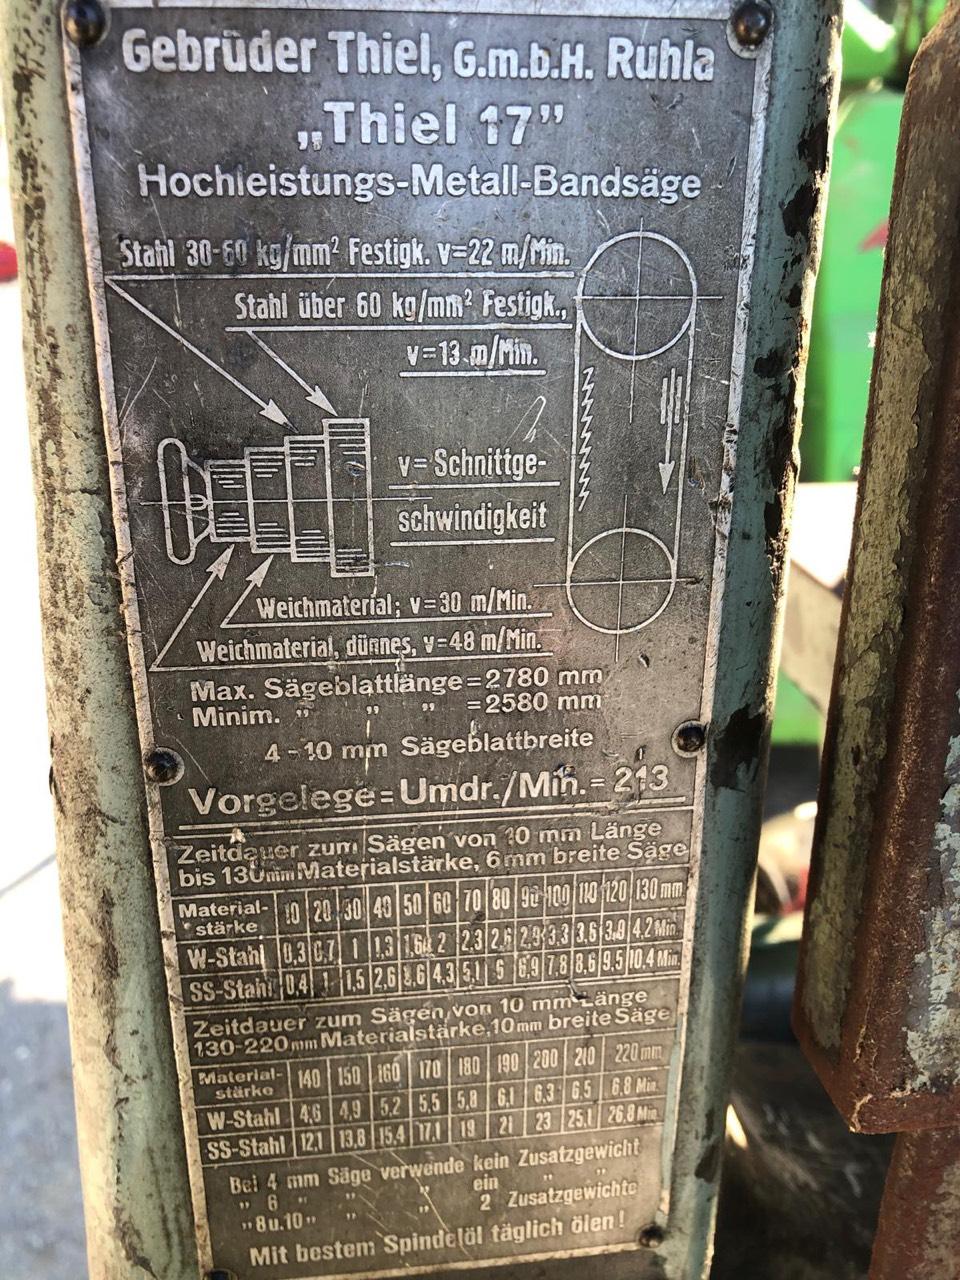 Gebrüder Thiel, G.m.b.H. Ruhla
„Thiel 17”
Hochleistungs-Metall-Bandsäge
Stahl 30-60 kg/mm² Festigk. v=22 m/Min.
Stahl über 60 kg/mm² Festigk.,
v=13 m/Min.
v=Schnittge-
schwindigkeit
Weichmaterial; v=30 m/Min.
Weichmaterial, dünnes, v=48 m/Min.
Max. Sägeblattlänge=2780 mm
Minim. „ „ „ =2580 mm
4-10 mm Sägeblattbreite
Vorgelege=Umdr./Min.=213
Zeitdauer zum Sägen von 10 mm Länge
bis 130mm Materialstärke, 6mm breite Säge
Material-stärke 10 20 30 40 50 60 70 80 90 100 110 120 130 mm
W-Stahl 0,3 0,7 1 1,3 1,6 2 2,3 2,6 2,9 3,3 3,6 3,9 4,2 Min.
SS-Stahl 0,4 1 1,5 2,6 3,6 4,3 5,1 6 6,9 7,8 8,6 9,5 10,4 Min.
Zeitdauer zum Sägen von 10 mm Länge
130-220mm Materialstärke, 10mm breite Säge
Material-stärke 140 150 160 170 180 190 200 210 220 mm
W-Stahl 4,6 4,9 5,2 5,5 5,8 6,1 6,3 6,5 6,8 Min.
SS-Stahl 12,1 13,8 15,4 17,1 19 21 23 25,1 26,8 Min.
Bei 4 mm Säge verwende kein Zusatzgewicht
„ 6 „ „ „ ein „
„ 8u.10 „ „ „ 2 Zusatzgewichte
Mit bestem Spindelöl täglich ölen!